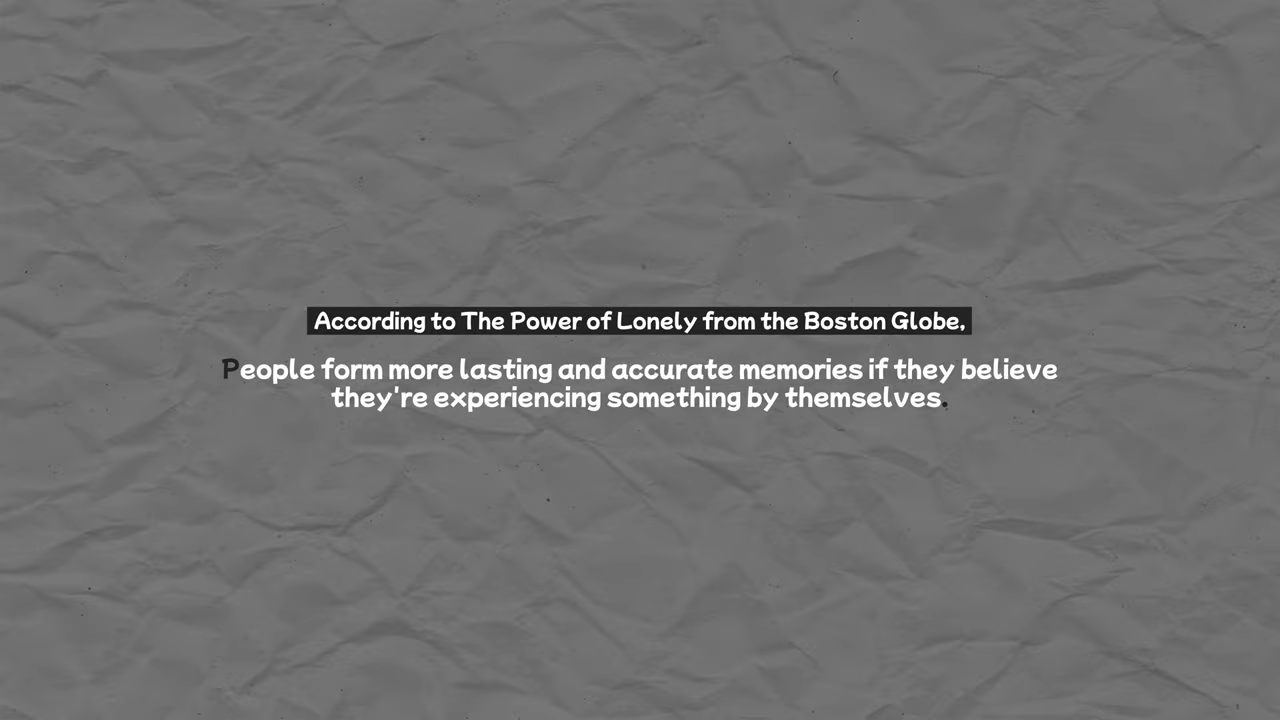 According to The Power of Lonely from the Boston Globe,
People form more lasting and accurate memories if they believe
they're experiencing something by themselves.